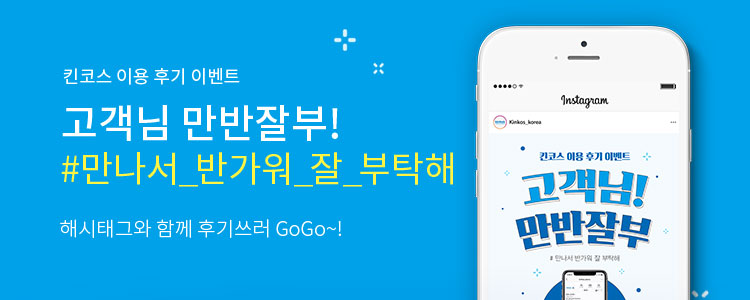 킨코스 이용 후기 이벤트
고객님 만반잘부!
#만나서_반가워_잘_부탁해
해시태그와 함께 후기쓰러 GoGo~!
Instagram
Kinkos_korea
킨코스 이용 후기 이벤트
고객님!
만반잘부
# 만나서 반가워 잘 부탁해